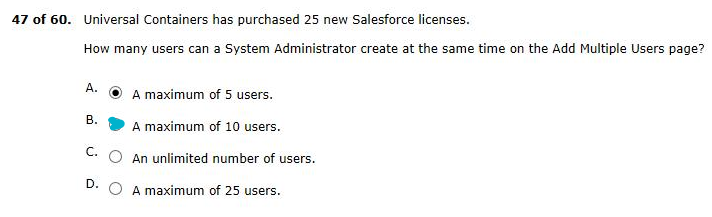 47 of 60. Universal Containers has purchased 25 new Salesforce licenses.
How many users can a System Administrator create at the same time on the Add Multiple Users page?
A. A maximum of 5 users.
B. A maximum of 10 users.
C. An unlimited number of users.
D. A maximum of 25 users.